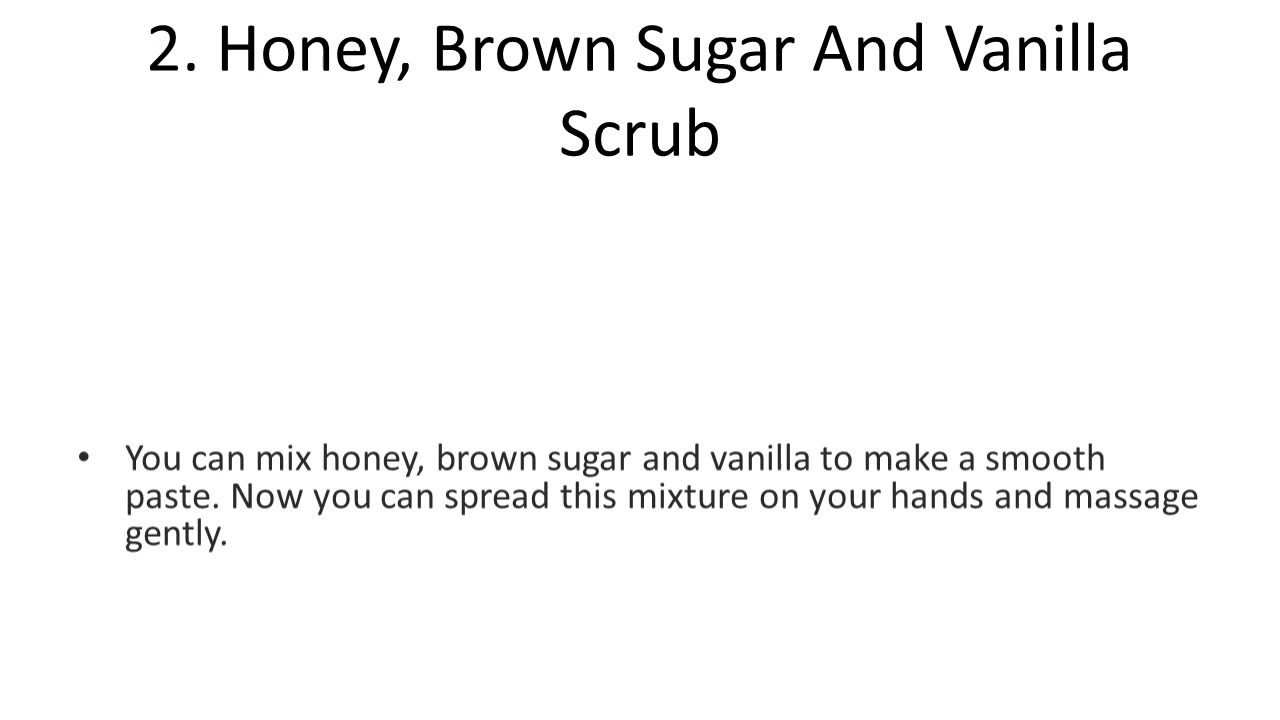 2. Honey, Brown Sugar And Vanilla
Scrub
• You can mix honey, brown sugar and vanilla to make a smooth
paste. Now you can spread this mixture on your hands and massage
gently.